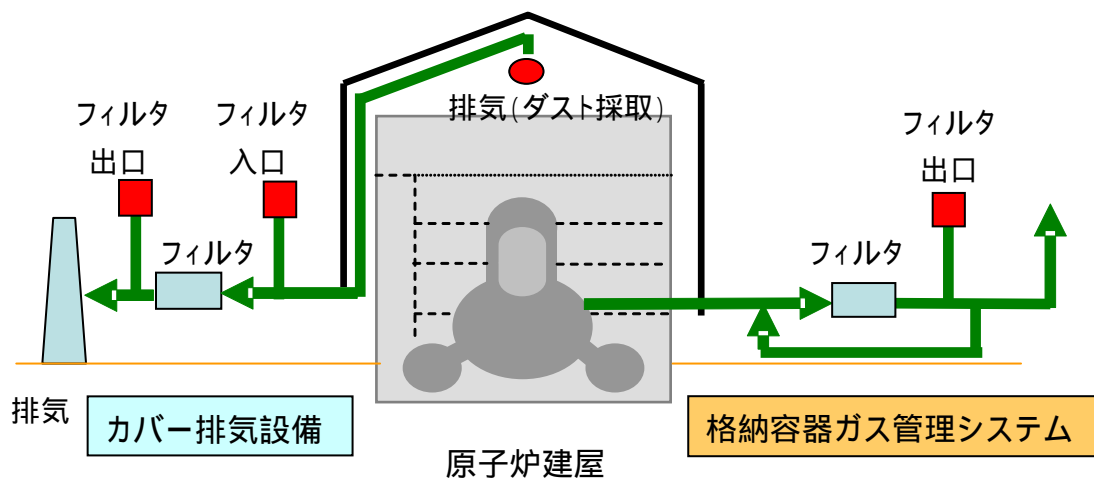 排気(ダスト採取)
フィルタ
出口
フィルタ
入口
フィルタ
フィルタ
出口
フィルタ
排気
カバー排気設備
原子炉建屋
格納容器ガス管理システム